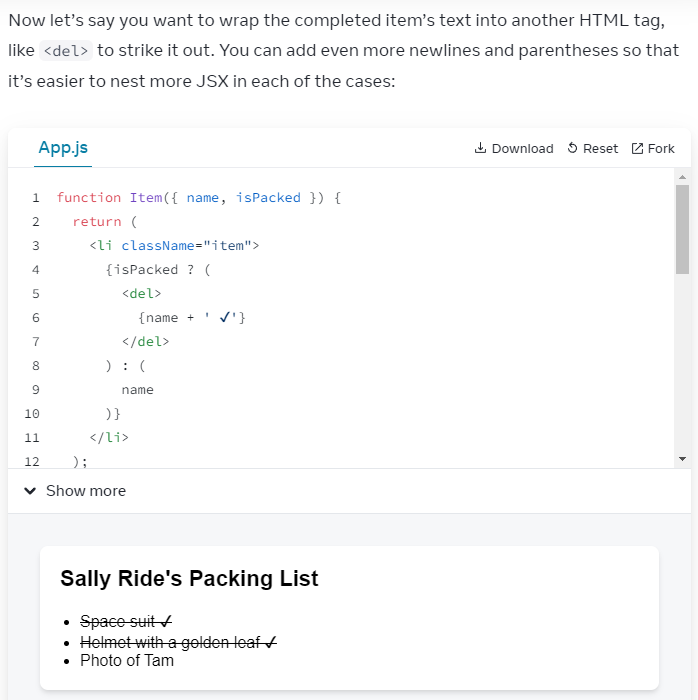 Now let’s say you want to wrap the completed item’s text into another HTML tag,
like <del> to strike it out. You can add even more newlines and parentheses so that
it’s easier to nest more JSX in each of the cases:
App.js
Download Reset Fork
1 function Item({ name, isPacked }) {
2 return (
3 <li className="item">
4 {isPacked ? (
5 <del>
6 {name + ' ✓'}
7 </del>
8 ) : (
9 name
10 )}
11 </li>
12 );
Show more
Sally Ride's Packing List
• Space suit ✓
• Helmet with a golden leaf ✓
• Photo of Tam